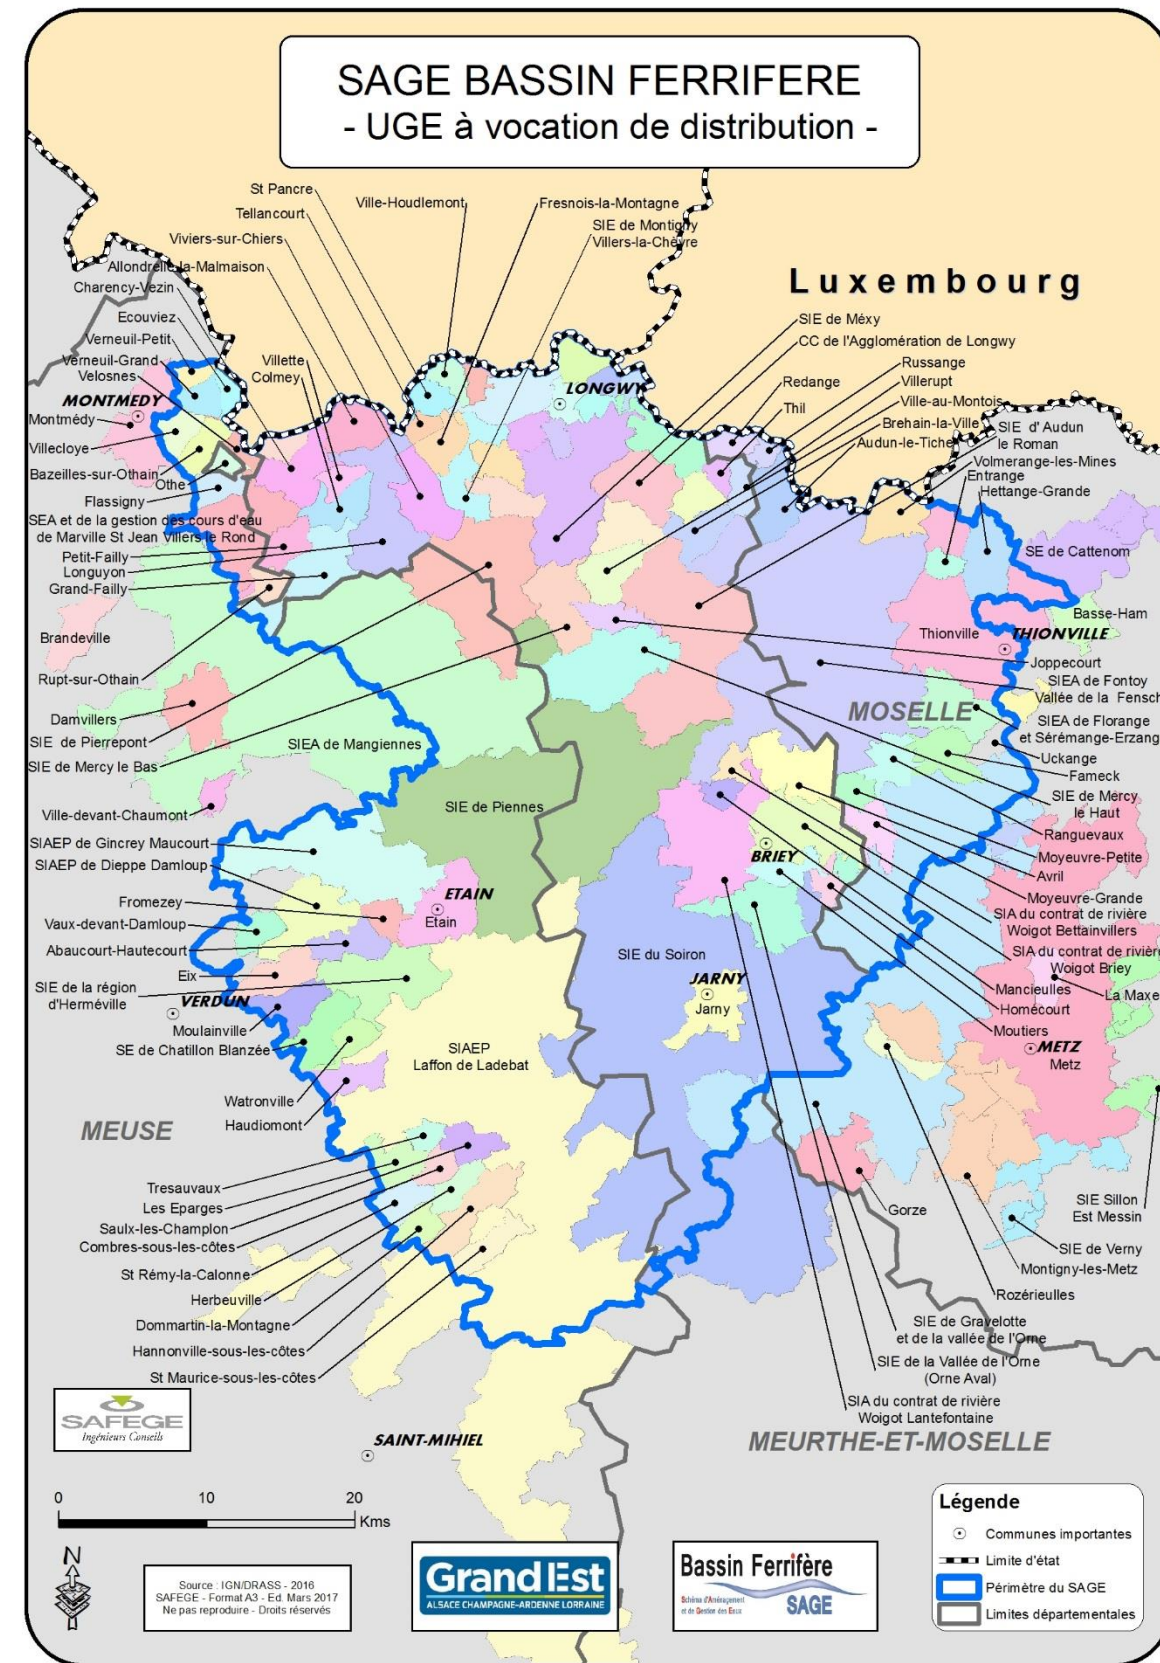 SAGE BASSIN FERRIFERE
- UGE à vocation de distribution -
St Pancre
Tellancourt
Viviers-sur-Chiers
Allondrelle-la-Malmaison
Charency-Vezin
Ecouviez
Verneuil-Petit
Verneuil-Grand
Velosnes
MONTMEDY
Montmédy
Villecloye
Bazeilles-sur-Othain
Othe
Flassigny
SEA et de la gestion des cours d'eau
de Marville St Jean Villers le Rond
Petit-Failly
Longuyon
Grand-Failly
Brandeville
Rupt-sur-Othain
Damvillers
SIE de Pierrepont
SIE de Mercy le Bas
Ville-devant-Chaumont
Villette
Colmey
Ville-Houdlemont
Fresnois-la-Montagne
SIE de Montigny
Villers-la-Chèvre
Luxembourg
LONGWY
SIE de Méxy
CC de l'Agglomération de Longwy
Russange
Redange
Villerupt
Thil
Ville-au-Montois
Brehain-la-Ville
Audun-le-Tiche
SIE d' Audun
le Roman
Volmerange-les-Mines
Entrange
Hettange-Grande
SE de Cattenom
Basse-Ham
Thionville
THIONVILLE
Joppecourt
SIEA de Fontoy
Vallée de la Fensch
MOSELLE
SIEA de Florange
et Sérémange-Erzang
Uckange
Fameck
SIE de Mercy
le Haut
Ranguevaux
Moyeuvre-Petite
Avril
Moyeuvre-Grande
SIA du contrat de rivière
Woigot Bettainvillers
SIA du contrat de rivière
Woigot Briey
La Maxe
Mancieulles
Homécourt
Moutiers
METZ
Metz
SIEA de Mangiennes
SIE de Piennes
BRIEY
SIAEP de Gincrey Maucourt
SIAEP de Dieppe Damloup
ETAIN
Etain
Fromezey
Vaux-devant-Damloup
Abaucourt-Hautecourt
Eix
SIE de la région
d'Herméville
VERDUN
Moulainville
SE de Chatillon Blanzée
Watronville
Haudiomont
SIE du Soiron
JARNY
Jarny
SIAEP
Laffon de Ladebat
MEUSE
Tresauvaux
Les Eparges
Saulx-les-Champlon
Combres-sous-les-côtes
St Rémy-la-Calonne
Herbeuville
Dommartin-la-Montagne
Hannonville-sous-les-côtes
St Maurice-sous-les-côtes
Gorze
SIE Sillon
Est Messin
SIE de Verny
Montigny-les-Metz
Rozérieulles
SIE de Gravelotte
et de la vallée de l'Orne
SIE de la Vallée de l'Orne
(Orne Aval)
SIA du contrat de rivière
Woigot Lantefontaine
MEURTHE-ET-MOSELLE
SAFEGE
Ingénieurs Conseils
SAINT-MIHIEL
0 10 20
Kms
N
Source : IGN/DRASS - 2016
SAFEGE - Format A3 - Ed. Mars 2017
Ne pas reproduire - Droits réservés
Grand Est
ALSACE CHAMPAGNE-ARDENNE LORRAINE
Bassin Ferrifère
Schéma d'Aménagement
et de Gestion des Eaux
SAGE
Légende
Communes importantes
Limite d'état
Périmètre du SAGE
Limites départementales